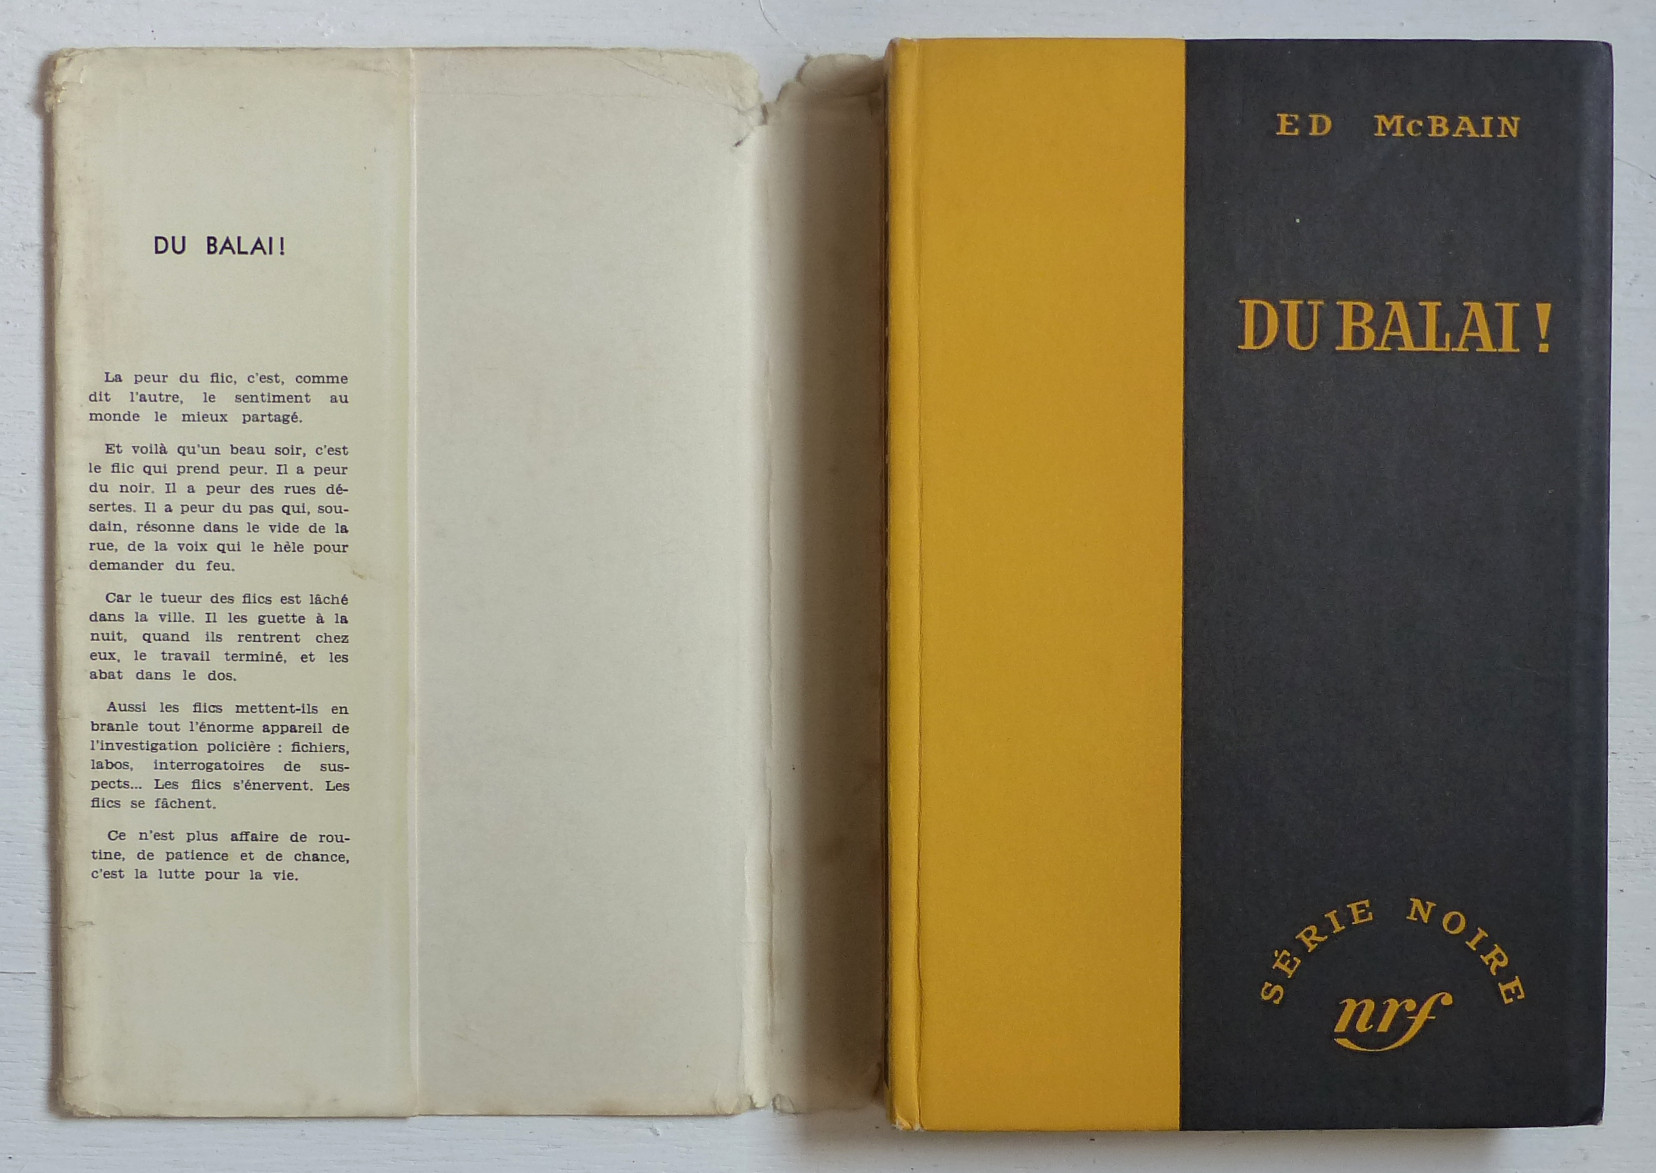 DU BALAI !
La peur du flic, c'est, comme
dit l'autre, le sentiment au
monde le mieux partagé.
Et voilà qu'un beau soir, c'est
le flic qui prend peur. Il a peur
du noir. Il a peur des rues dé-
sertes. Il a peur du pas qui, sou-
dain, résonne dans le vide de la
rue, de la voix qui le hèle pour
demander du feu.
Car le tueur des flics est lâché
dans la ville. Il les guette à la
nuit, quand ils rentrent chez
eux, le travail terminé, et les
abat dans le dos.
Aussi les flics mettent-ils en
branle tout l'énorme appareil de
l'investigation policière : fichiers,
labos, interrogatoires de sus-
pects... Les flics s'énervent. Les
flics se fâchent.
Ce n'est plus affaire de rou-
tine, de patience et de chance,
c'est la lutte pour la vie.
ED McBAIN
DU BALAI !
SÉRIE NOIRE
nrf